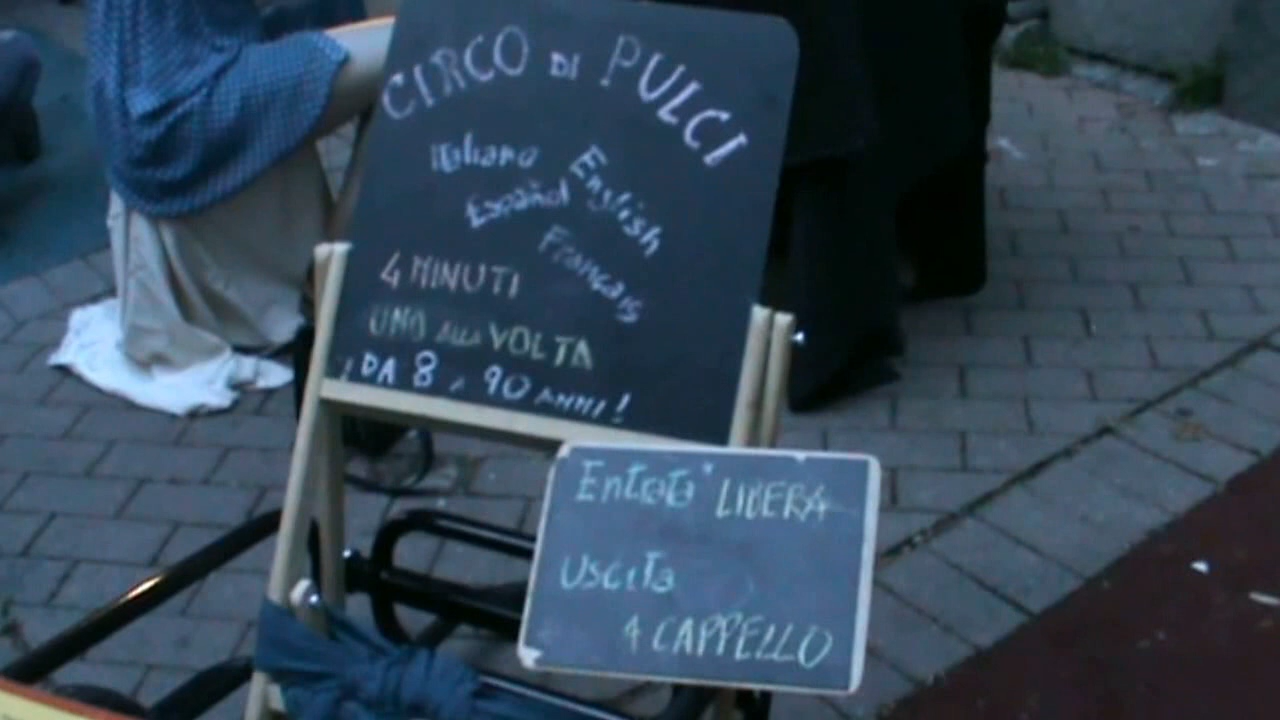 CIRCO DI PULCI
Italiano
English
Español
Français
4 MINUTI
UNO ALLA VOLTA
¡DA 8 A 90 ANNI!
Entrata LIBERA
USCITA
A CAPPELLO